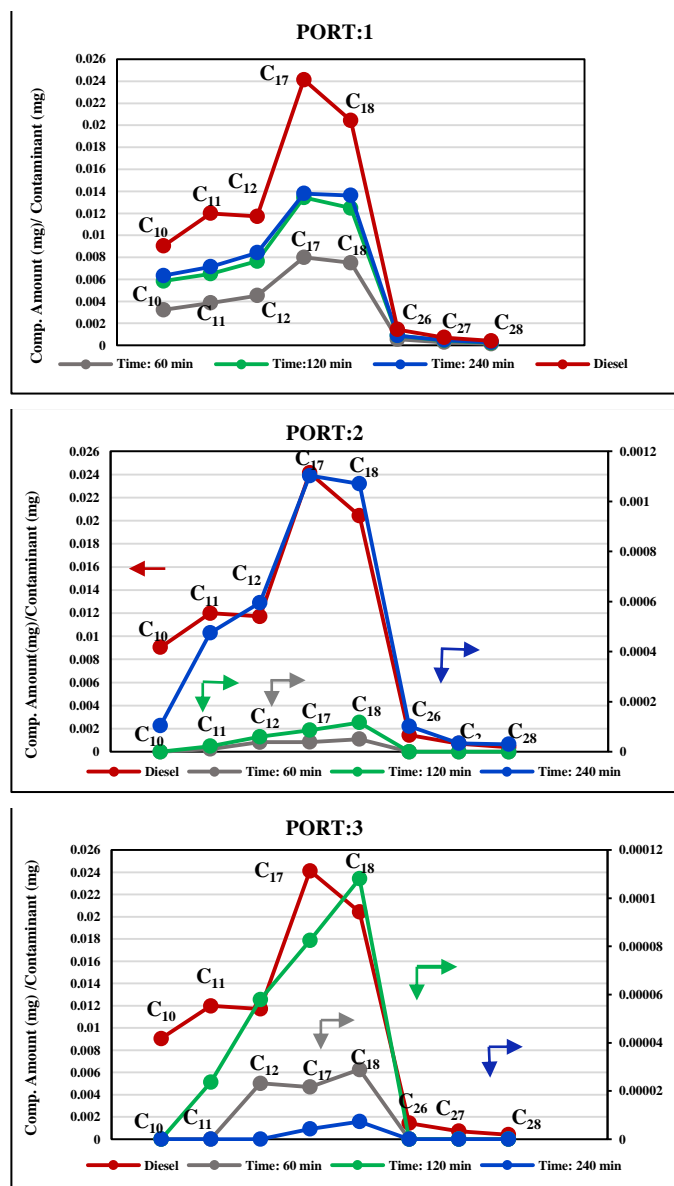 PORT:1
Comp. Amount (mg)/ Contaminant (mg)
0.026
0.024
0.022
0.02
0.018
0.016
0.014
0.012
0.01
0.008
0.006
0.004
0.002
0
C17
C18
C10
C11
C12
C17
C18
C10
C11
C12
C26
C27
C28
Time: 60 min Time:120 min Time: 240 min Diesel
PORT:2
Comp. Amount(mg)/Contaminant (mg)
0.026
0.024
0.022
0.02
0.018
0.016
0.014
0.012
0.01
0.008
0.006
0.004
0.002
0
0.0012
0.001
0.0008
0.0006
0.0004
0.0002
0
C17
C18
C12
C11
C10
C10
C11
C12
C17
C18
C26
C2
C28
Diesel Time: 60 min Time: 120 min Time: 240 min
PORT:3
Comp. Amount (mg) /Contaminant (mg)
0.026
0.024
0.022
0.02
0.018
0.016
0.014
0.012
0.01
0.008
0.006
0.004
0.002
0
0.00012
0.0001
0.00008
0.00006
0.00004
0.00002
0
C17
C18
C11
C10
C12
C17
C18
C10
C11
C26
C27
C28
Diesel Time: 60 min Time: 120 min Time: 240 min